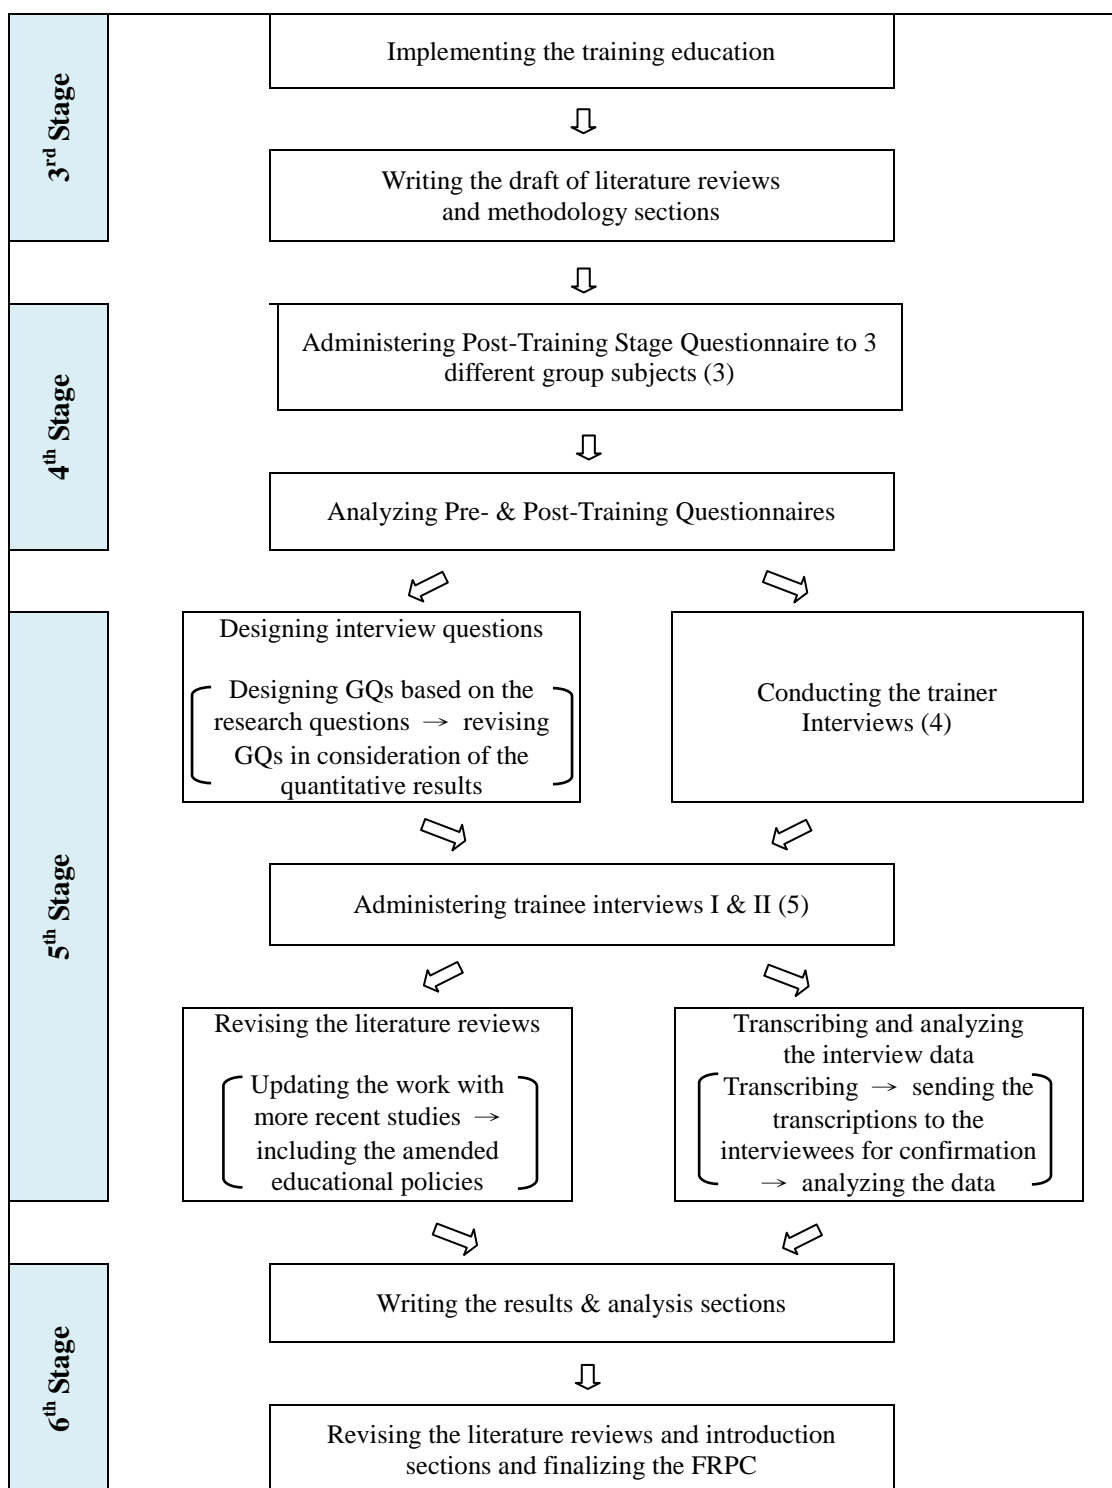 3rd Stage
Implementing the training education
Writing the draft of literature reviews
and methodology sections
4th Stage
Administering Post-Training Stage Questionnaire to 3
different group subjects (3)
Analyzing Pre- & Post-Training Questionnaires
5th Stage
Designing interview questions
Designing GQs based on the
research questions → revising
GQs in consideration of the
quantitative results
Conducting the trainer
Interviews (4)
Administering trainee interviews I & II (5)
Revising the literature reviews
Updating the work with
more recent studies →
including the amended
educational policies
Transcribing and analyzing
the interview data
Transcribing → sending the
transcriptions to the
interviewees for confirmation
→ analyzing the data
6th Stage
Writing the results & analysis sections
Revising the literature reviews and introduction
sections and finalizing the FRPC